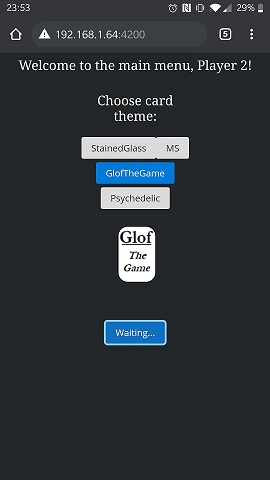 23:53
29%
192.168.1.64:4200
5
Welcome to the main menu, Player 2!
Choose card
theme:
StainedGlass MS
GlofTheGame
Psychedelic
Glof
The
Game
Waiting...